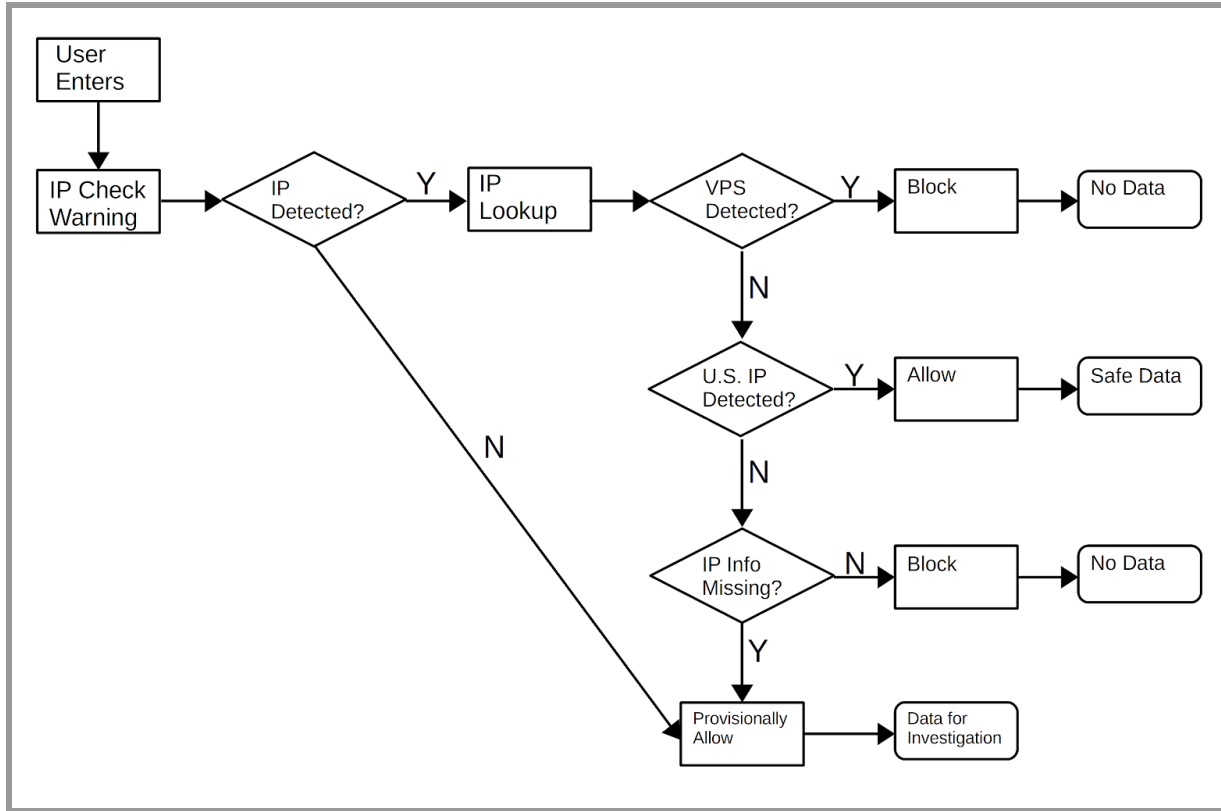 User
Enters
IP Check
Warning
IP
Detected?
Y
IP
Lookup
VPS
Detected?
Y
Block
No Data
N
U.S. IP
Detected?
Y
Allow
Safe Data
N
N
IP Info
Missing?
N
Block
No Data
Y
Provisionally
Allow
Data for
Investigation